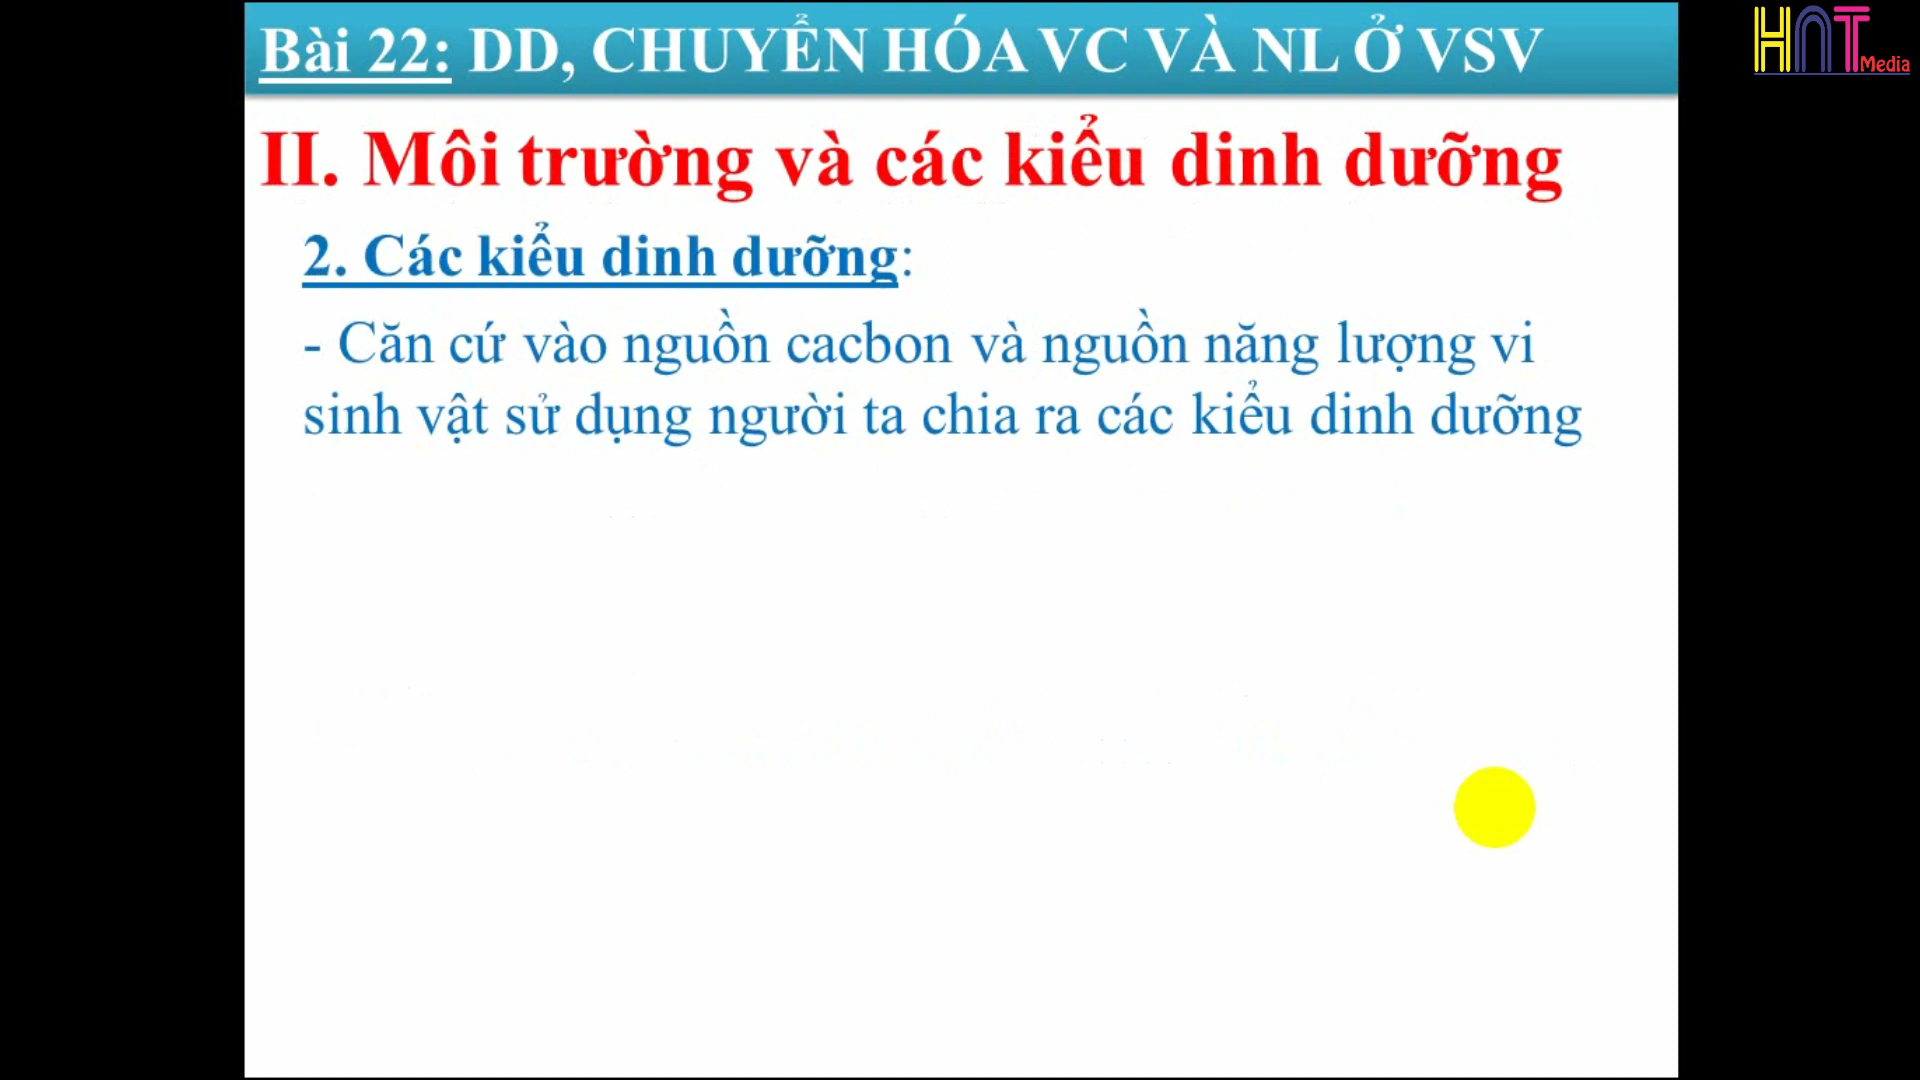 Bài 22: DD, CHUYỂN HÓA VC VÀ NL Ở VSV
HNT Media
II. Môi trường và các kiểu dinh dưỡng
2. Các kiểu dinh dưỡng:
- Căn cứ vào nguồn cacbon và nguồn năng lượng vi
sinh vật sử dụng người ta chia ra các kiểu dinh dưỡng